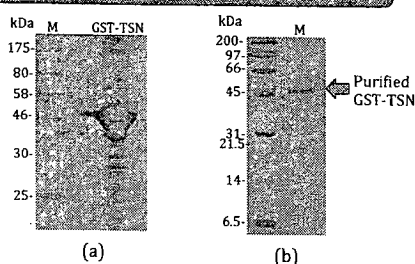 kDa M GST-TSN
175-
80-
58-
46-
30-
25-
(a)
kDa M
200-
97-
66-
45-
31-
21.5
14-
6.5-
Purified
GST-TSN
(b)